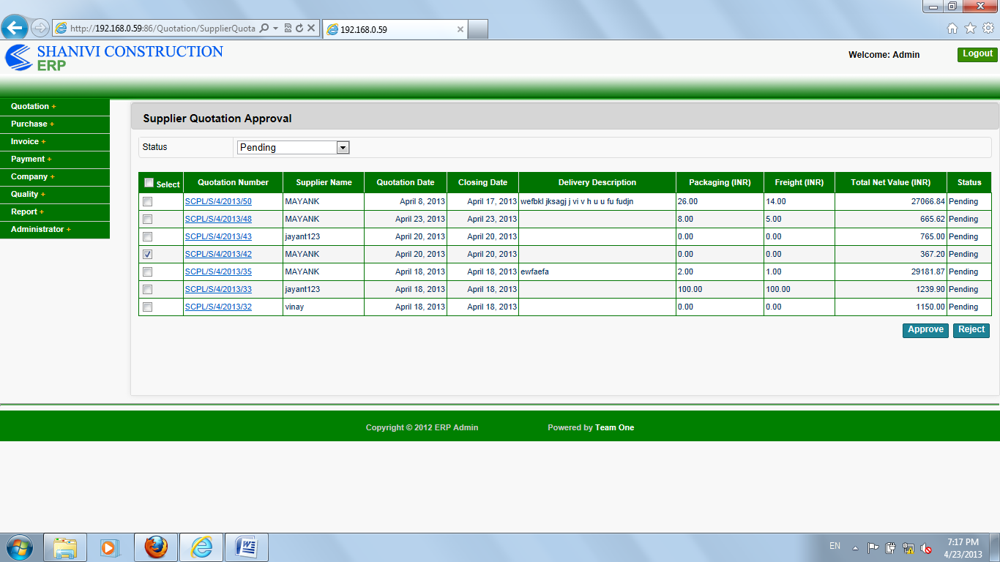 http://192.168.0.59:86/Quotation/SupplierQuota
192.168.0.59
SHANIVI CONSTRUCTION
ERP
Welcome: Admin
Logout
Quotation +
Purchase +
Invoice +
Payment +
Company +
Quality +
Report +
Administrator +
Supplier Quotation Approval
Status
Pending
Select Quotation Number Supplier Name Quotation Date Closing Date Delivery Description Packaging (INR) Freight (INR) Total Net Value (INR) Status
SCPL/S/4/2013/50 MAYANK April 8, 2013 April 17, 2013 wefbkl jksagj j vi v h u u fu fudjn 26.00 14.00 27066.84 Pending
SCPL/S/4/2013/48 MAYANK April 23, 2013 April 23, 2013 8.00 5.00 665.62 Pending
SCPL/S/4/2013/43 jayant123 April 20, 2013 April 20, 2013 0.00 0.00 765.00 Pending
SCPL/S/4/2013/42 MAYANK April 20, 2013 April 20, 2013 0.00 0.00 367.20 Pending
SCPL/S/4/2013/35 MAYANK April 18, 2013 April 18, 2013 ewfaefa 2.00 1.00 29181.87 Pending
SCPL/S/4/2013/33 jayant123 April 18, 2013 April 18, 2013 100.00 100.00 1239.90 Pending
SCPL/S/4/2013/32 vinay April 18, 2013 April 18, 2013 0.00 0.00 1150.00 Pending
Approve Reject
Copyright © 2012 ERP Admin Powered by Team One
EN
7:17 PM
4/23/2013